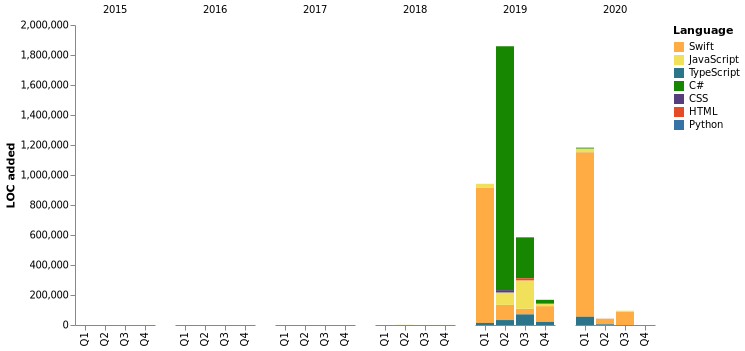 2015 2016 2017 2018 2019 2020
2,000,000
1,800,000
1,600,000
1,400,000
1,200,000
1,000,000
800,000
600,000
400,000
200,000
0
LOC added
Q1 Q2 Q3 Q4 Q1 Q2 Q3 Q4 Q1 Q2 Q3 Q4 Q1 Q2 Q3 Q4 Q1 Q2 Q3 Q4 Q1 Q2 Q3 Q4
Language
Swift
JavaScript
TypeScript
C#
CSS
HTML
Python